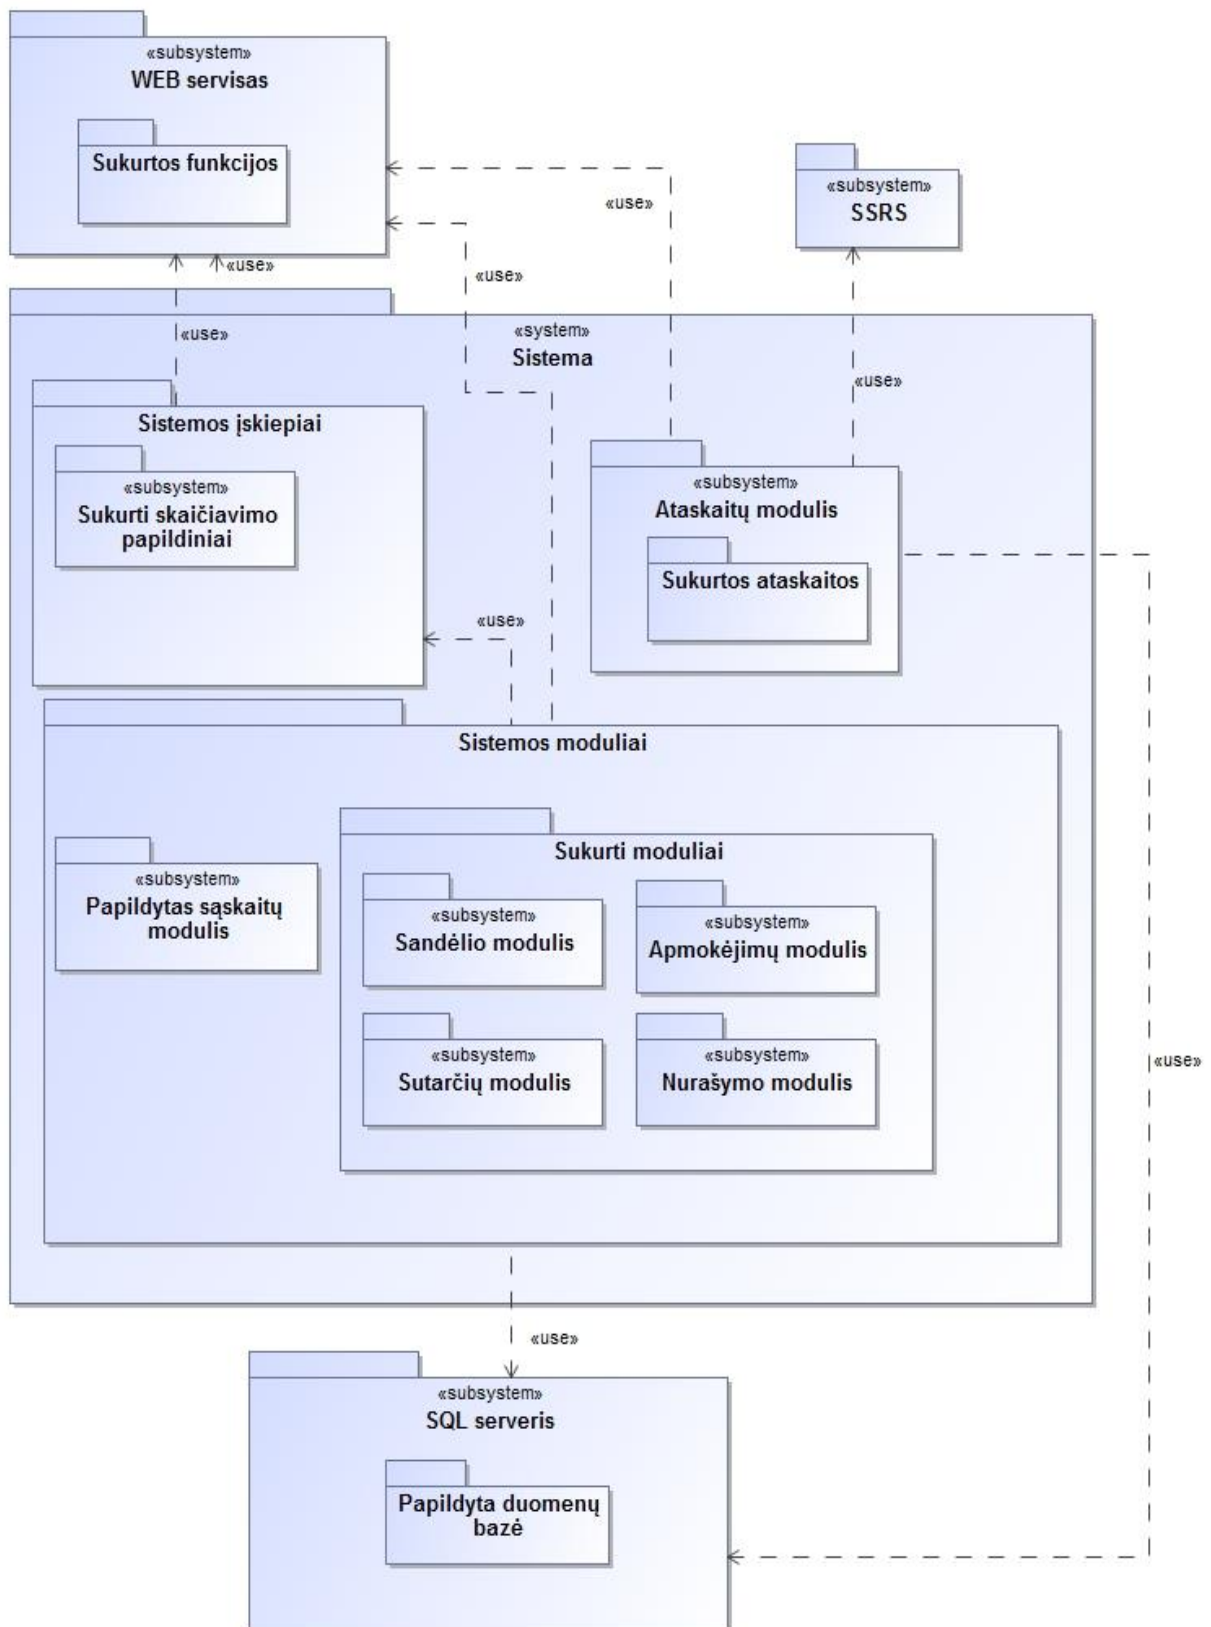 «subsystem»
WEB servisas
Sukurtos funkcijos
«subsystem»
SSRS
«use»
«use»
«use»
«use»
«use»
«system»
Sistema
Sistemos įskiepiai
«subsystem»
Sukurti skaičiavimo
papildiniai
«subsystem»
Ataskaitų modulis
Sukurtos ataskaitos
«use»
Sistemos moduliai
«subsystem»
Papildytas sąskaitų
modulis
Sukurti moduliai
«subsystem»
Sandėlio modulis
«subsystem»
Apmokėjimų modulis
«subsystem»
Sutarčių modulis
«subsystem»
Nurašymo modulis
«use»
«use»
«subsystem»
SQL serveris
Papildyta duomenų
bazė